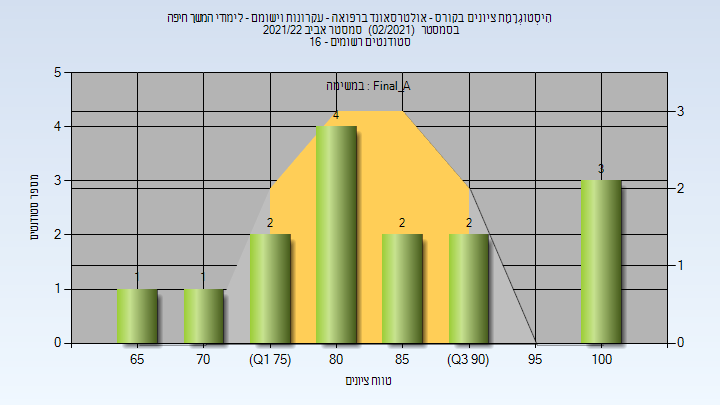 היסטוגרמת ציונים בקורס - אולטרסאונד ברפואה - עקרונות וישומם - לימודי המשך חיפה
בסמסטר (02/2021) סמסטר אביב 2021/22
סטודנטים רשומים - 16
במשימה : Final_A
מספר סטודנטים
5
4
3
2
1
0
3
2
1
0
1
1
2
4
2
2
3
65
70
(Q1 75)
80
85
(Q3 90)
95
100
טווח ציונים